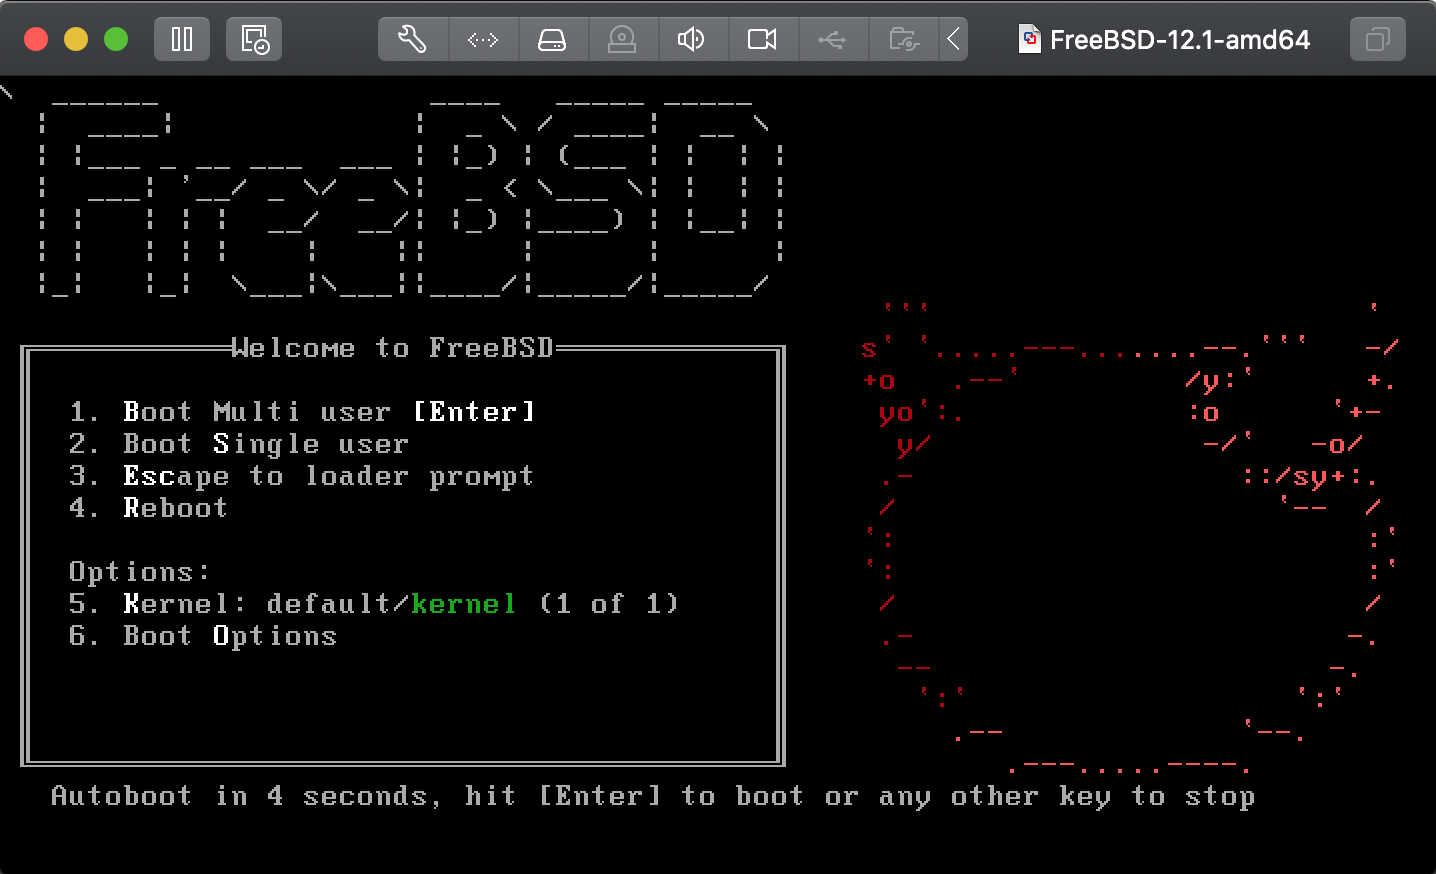 FreeBSD-12.1-amd64
FreeBSD
Welcome to FreeBSD
1. Boot Multi user [Enter]
2. Boot Single user
3. Escape to loader prompt
4. Reboot
Options:
5. Kernel: default/kernel (1 of 1)
6. Boot Options
Autoboot in 4 seconds, hit [Enter] to boot or any other key to stop